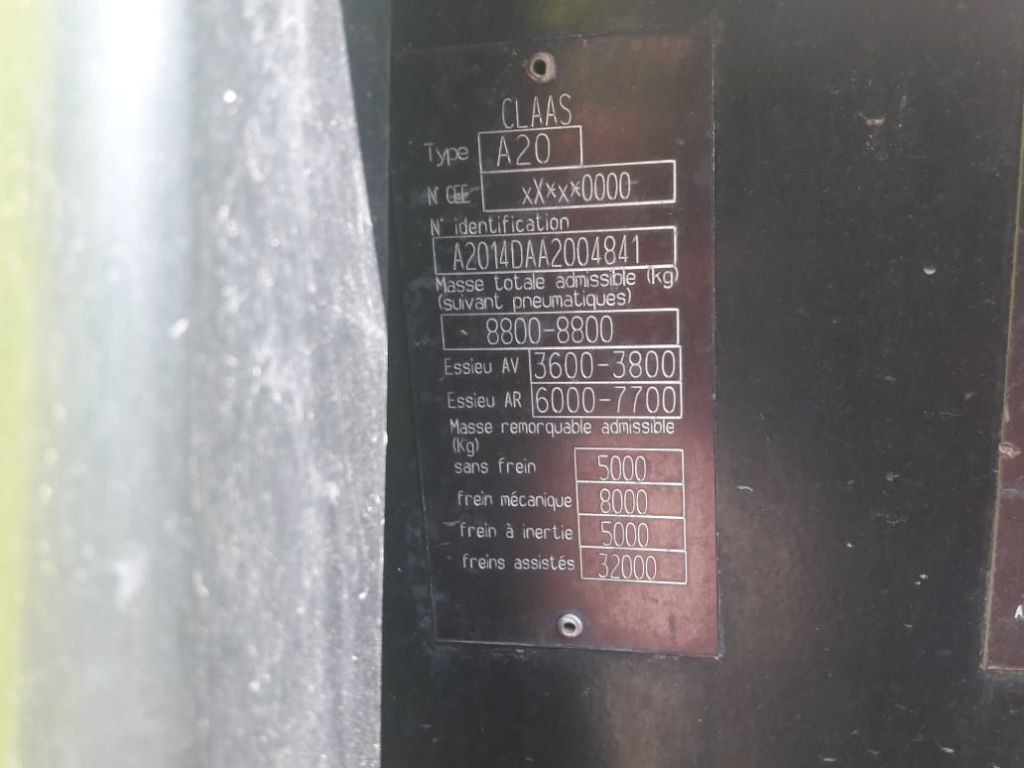 CLAAS
Type A20
N° CEE xX*x*0000
N° identification
A2014DAA2004841
Masse totale admissible (kg)
(suivant pneumatiques)
8800-8800
Essieu AV 3600-3800
Essieu AR 6000-7700
Masse remorquable admissible
(Kg)
sans frein 5000
frein mécanique 8000
frein à inertie 5000
freins assistés 32000